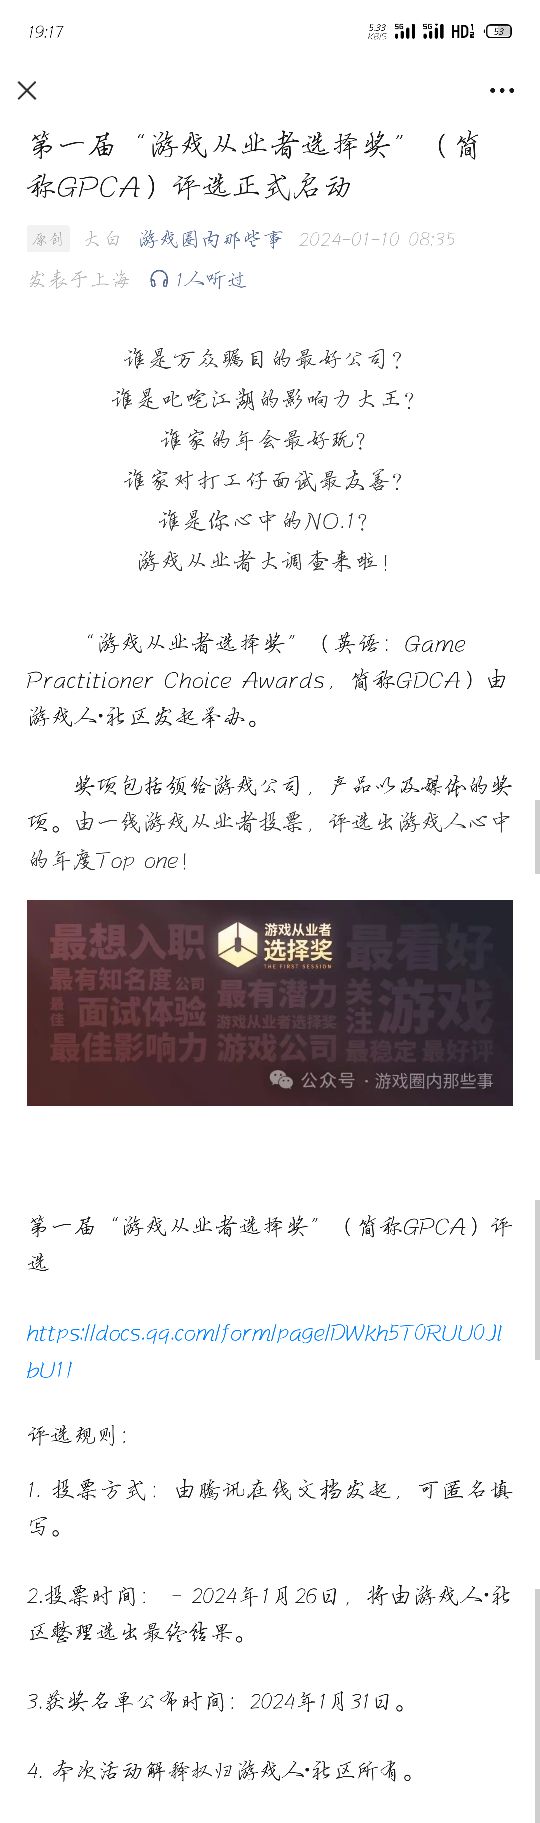 19:17
5.33
KB/S
5G
5G
HD
1
2
53
第一届“游戏从业者选择奖”（简
称GPCA）评选正式启动
原创 大白 游戏圈内那些事 2024-01-10 08:35
发表于上海 1人听过
谁是万众瞩目的最好公司？
谁是叱咤江湖的影响力大王？
谁家的年会最好玩？
谁家对打工仔面试最友善？
谁是你心中的NO.1？
游戏从业者大调查来啦！
“游戏从业者选择奖”（英语：Game
Practitioner Choice Awards，简称GDCA）由
游戏人•社区发起举办。
奖项包括颁给游戏公司，产品以及媒体的奖
项。由一线游戏从业者投票，评选出游戏人心中
的年度Top one！
最想入职
游戏从业者
选择奖
THE FIRST SESSION
最看好
最有知名度公司
最佳
面试体验
最有潜力
游戏从业者选择奖
关注
游戏
最佳影响力
游戏公司
最稳定 最好评
公众号·游戏圈内那些事
第一届“游戏从业者选择奖”（简称GPCA）评
选
https://docs.qq.com/form/page/DWkh5T0RUU0JI
bU1I
评选规则：
1. 投票方式：由腾讯在线文档发起，可匿名填
写。
2.投票时间： - 2024年1月26日，将由游戏人•社
区整理选出最终结果。
3.获奖名单公布时间：2024年1月31日。
4. 本次活动解释权归游戏人•社区所有。